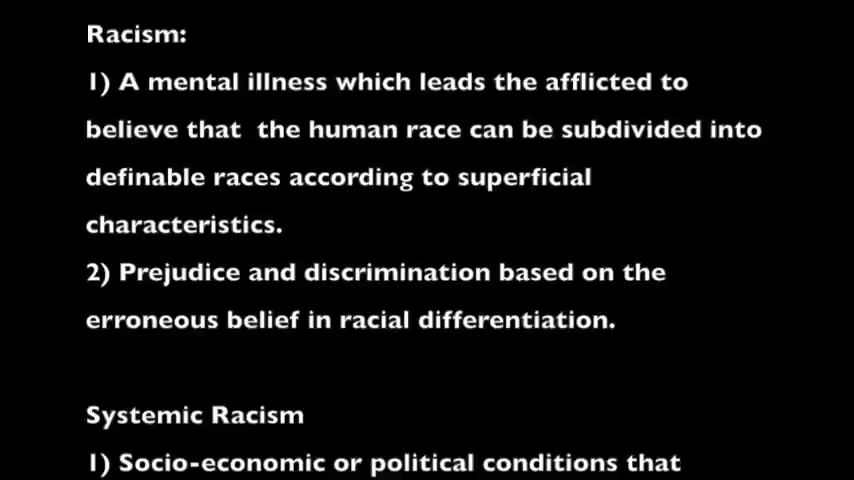 Racism:
1) A mental illness which leads the afflicted to
believe that the human race can be subdivided into
definable races according to superficial
characteristics.
2) Prejudice and discrimination based on the
erroneous belief in racial differentiation.
Systemic Racism
1) Socio-economic or political conditions that